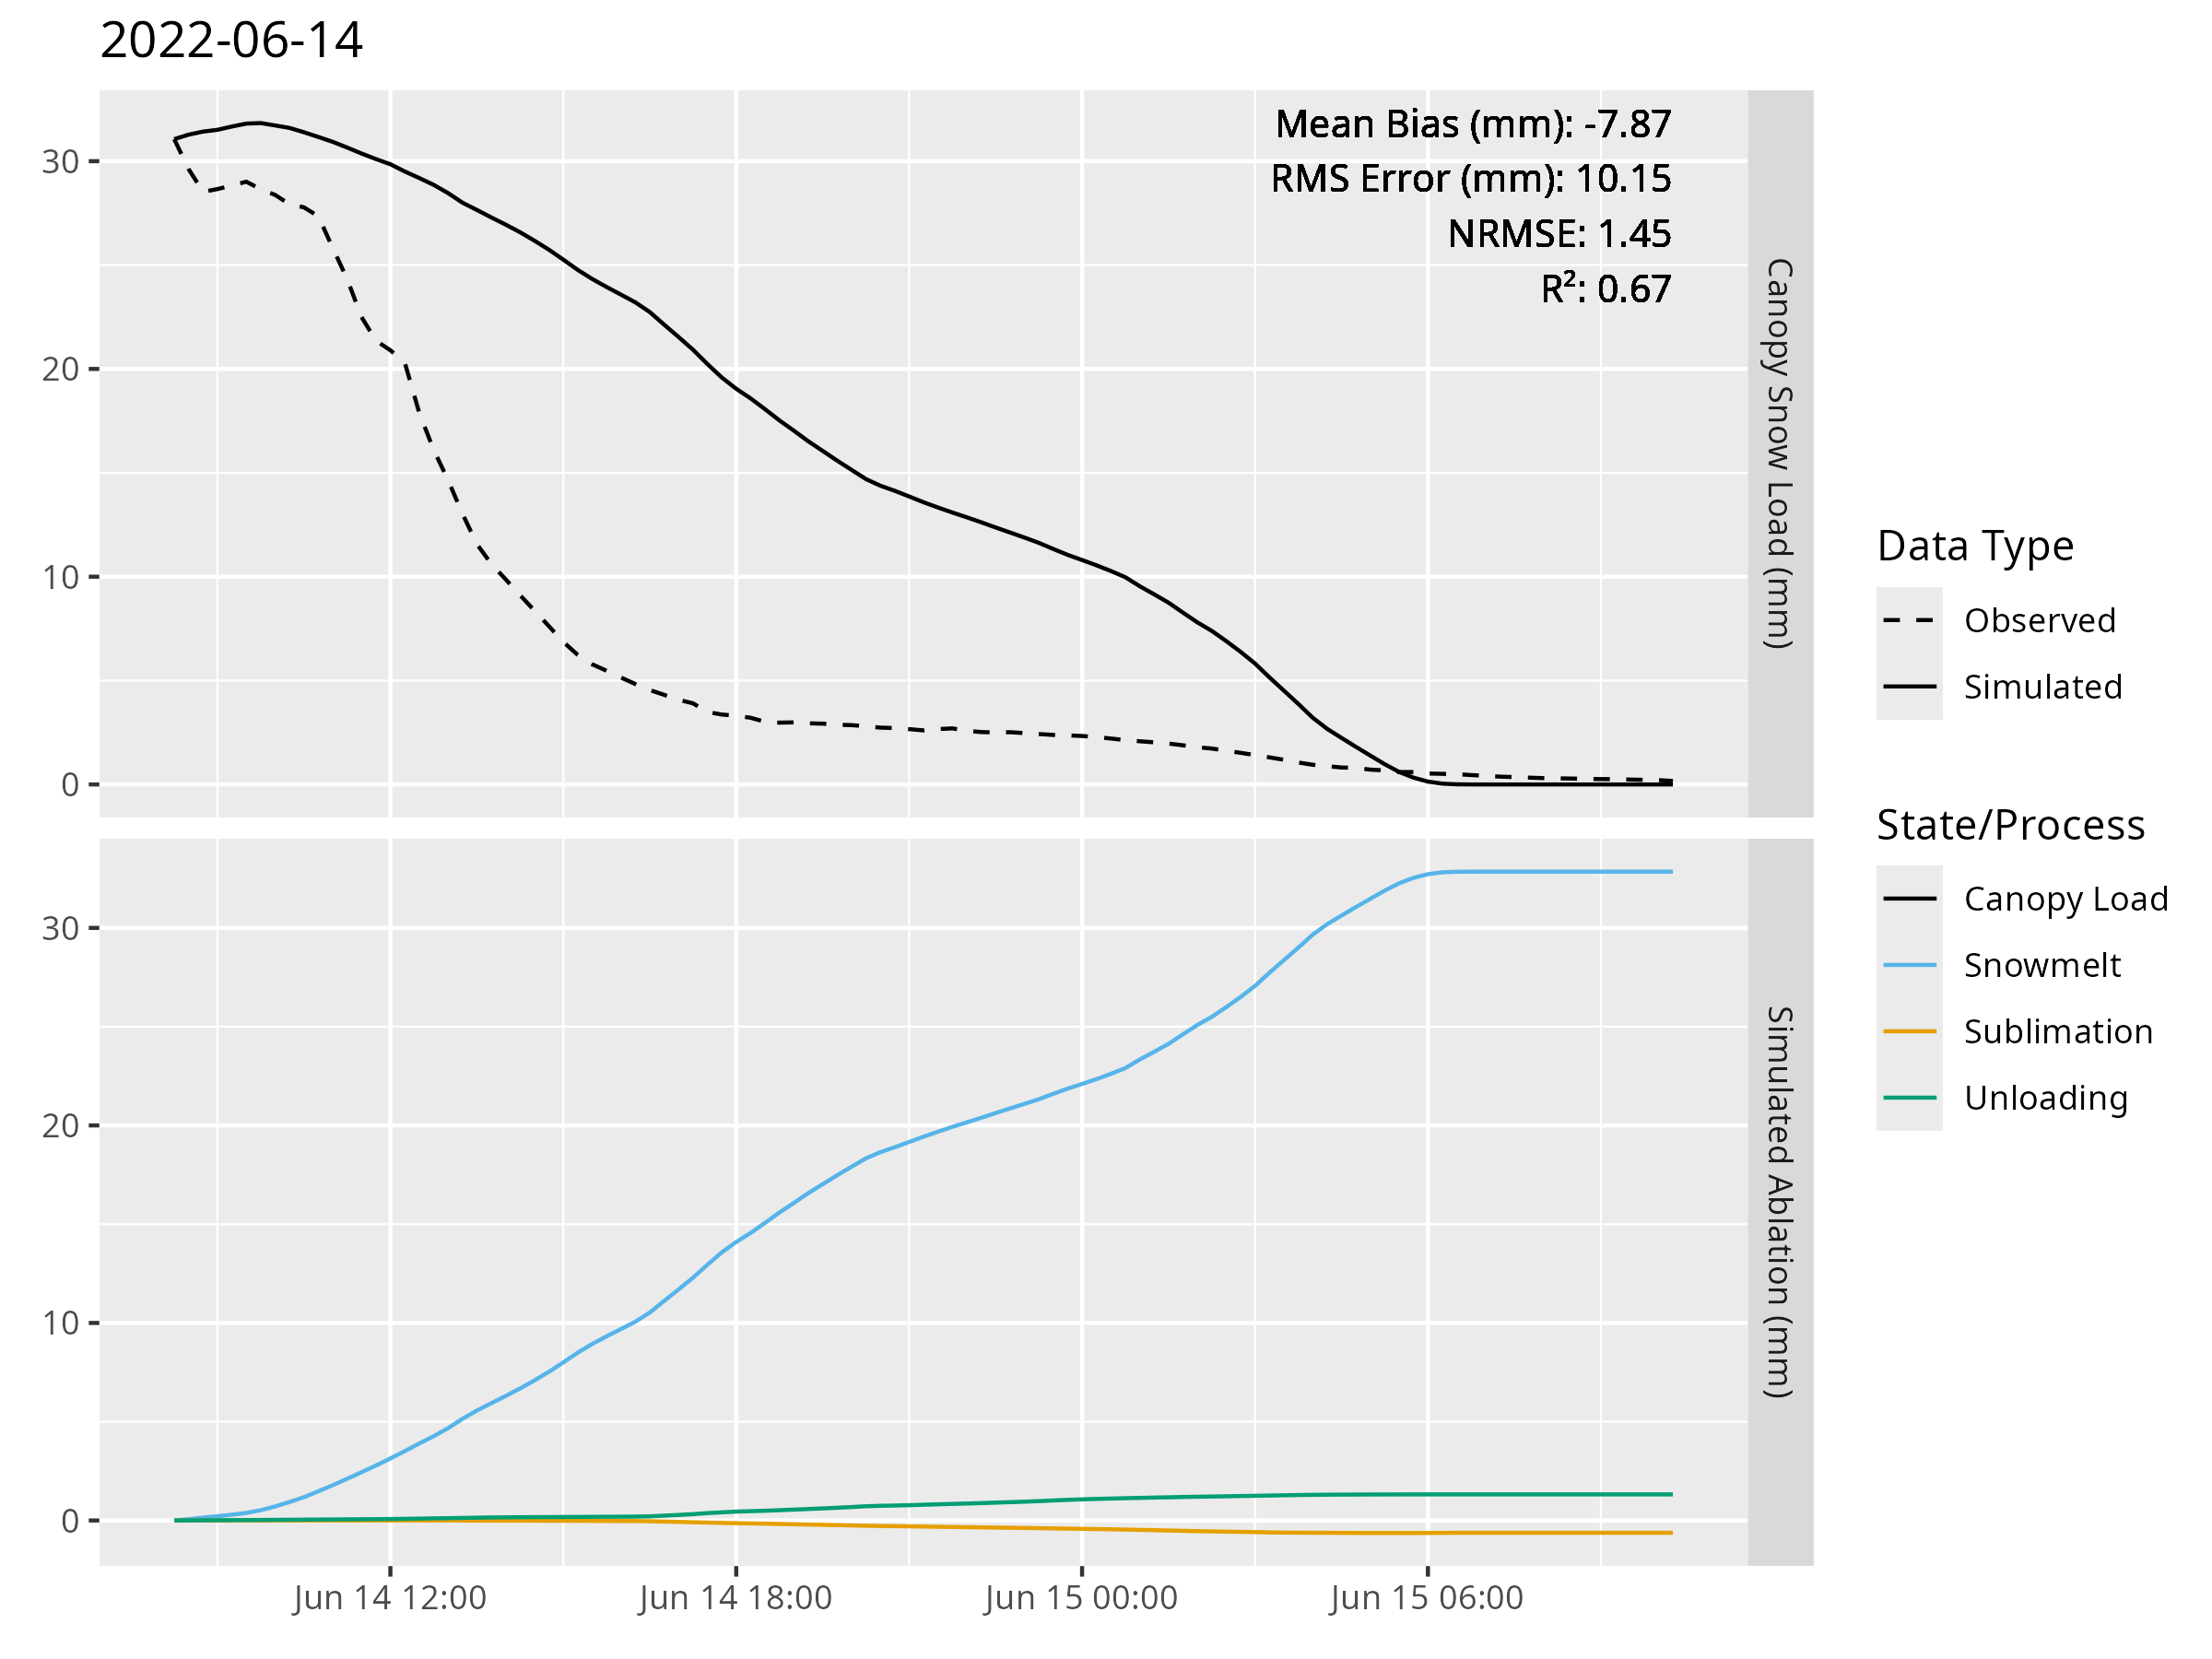 2022-06-14
Mean Bias (mm): -7.87
RMS Error (mm): 10.15
NRMSE: 1.45
R²: 0.67
30
20
10
0
Canopy Snow Load (mm)
30
20
10
0
Simulated Ablation (mm)
Jun 14 12:00
Jun 14 18:00
Jun 15 00:00
Jun 15 06:00
Data Type
Observed
Simulated
State/Process
Canopy Load
Snowmelt
Sublimation
Unloading